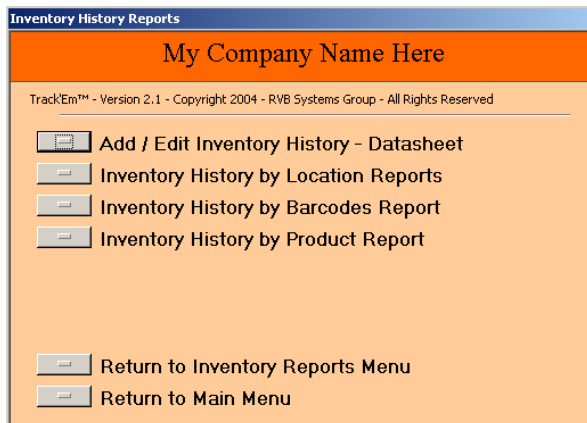 Inventory History Reports
My Company Name Here
Track'Em™ - Version 2.1 - Copyright 2004 - RVB Systems Group - All Rights Reserved
Add / Edit Inventory History - Datasheet
Inventory History by Location Reports
Inventory History by Barcodes Report
Inventory History by Product Report
Return to Inventory Reports Menu
Return to Main Menu